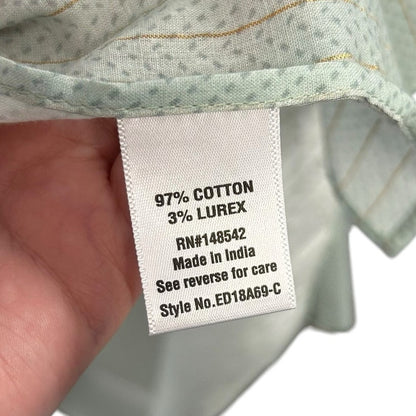 97% COTTON
3% LUREX
RN#148542
Made in India
See reverse for care
Style No.ED18A69-C